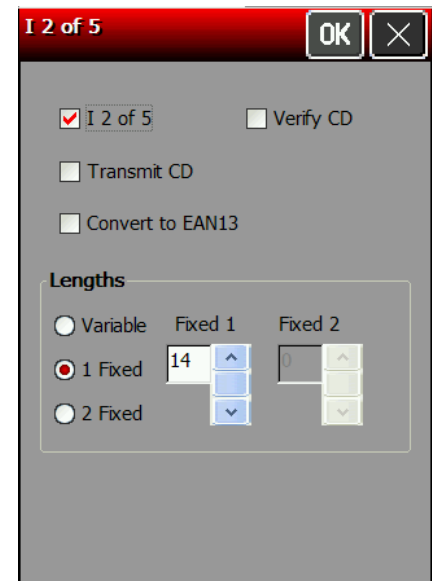 I 2 of 5
OK
I 2 of 5 Verify CD
Transmit CD
Convert to EAN13
Lengths
Variable Fixed 1 Fixed 2
1 Fixed 14 0
2 Fixed